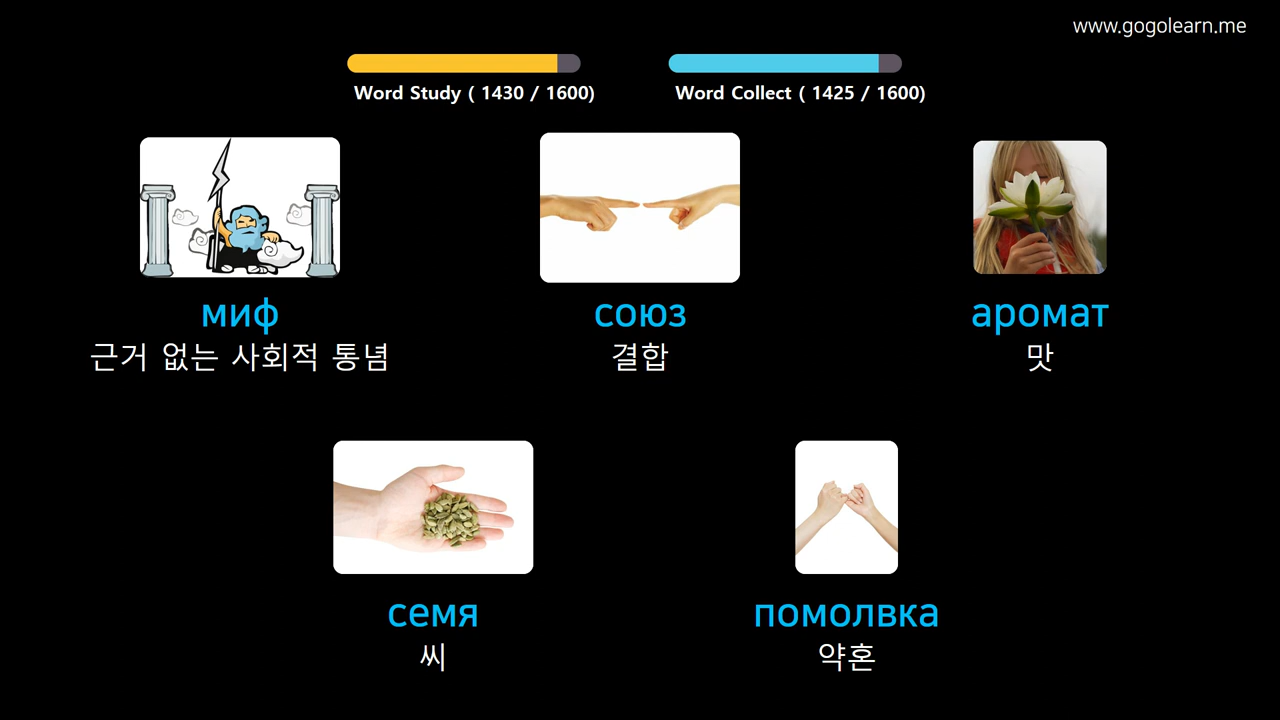 www.gogolearn.me
Word Study ( 1430 / 1600)
Word Collect ( 1425 / 1600)
миф
근거 없는 사회적 통념
союз
결합
аромат
맛
семя
씨
помолвка
약혼